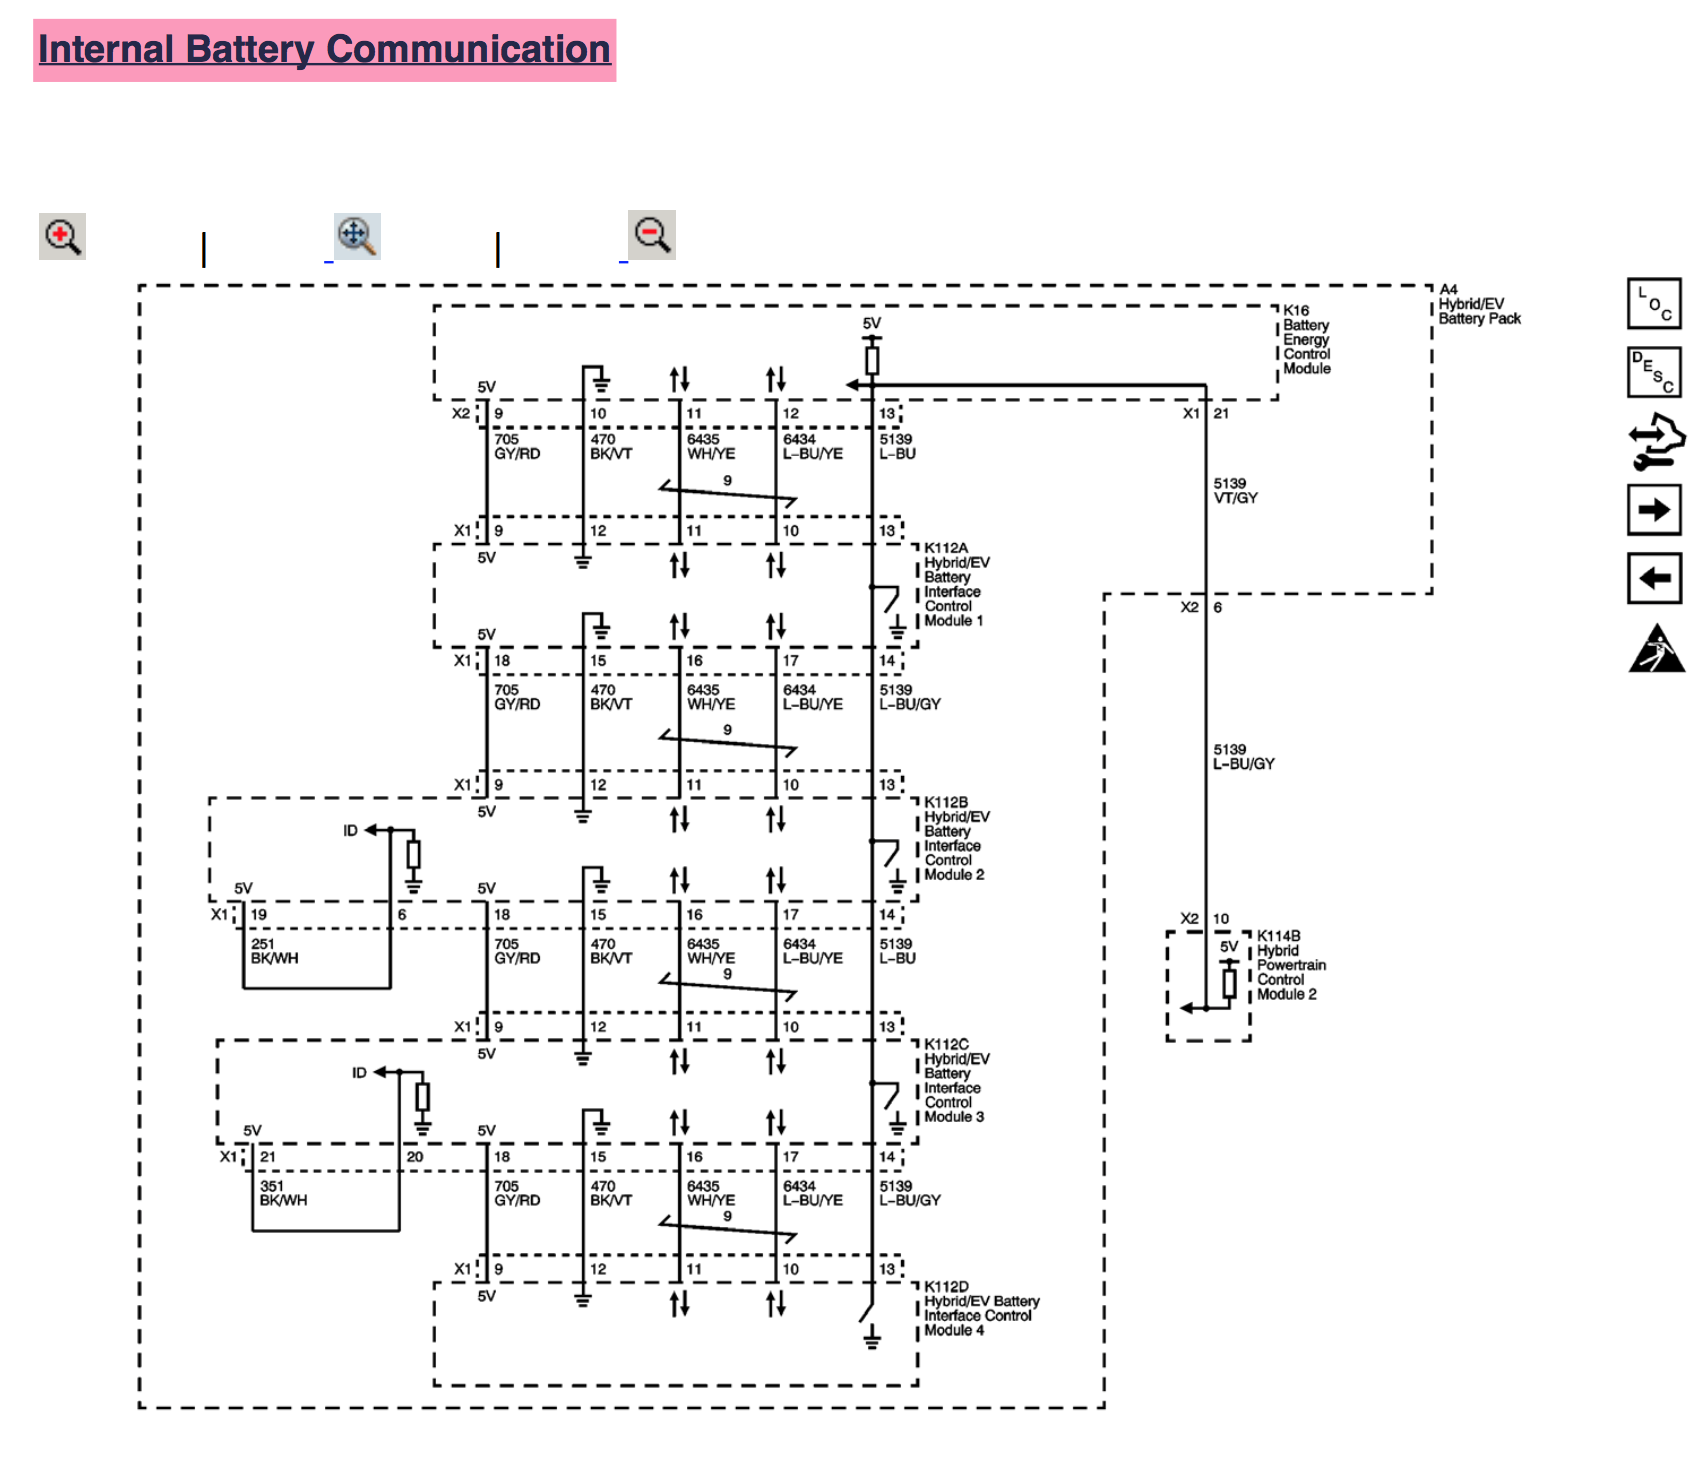 Internal Battery Communication
|
|
A4
Hybrid/EV
Battery Pack
L
O
C
K16
Battery
Energy
Control
Module
5V
D
E
S
C
5V
X2 9 10 11 12 13 X1 21
705 470 6435 6434 5139
GY/RD BK/VT WH/YE L-BU/YE L-BU
9
5139
VT/GY
X1 9 12 11 10 13
5V
K112A
Hybrid/EV
Battery
Interface
Control
Module 1
X2 6
5V
X1 18 15 16 17 14
705 470 6435 6434 5139
GY/RD BK/VT WH/YE L-BU/YE L-BU/GY
9
5139
L-BU/GY
X1 9 12 11 10 13
5V
K112B
Hybrid/EV
Battery
Interface
Control
Module 2
ID
5V 5V
X1 19 6 18 15 16 17 14
251 705 470 6435 6434 5139
BK/WH GY/RD BK/VT WH/YE L-BU/YE L-BU
9
X2 10
5V
K114B
Hybrid
Powertrain
Control
Module 2
X1 9 12 11 10 13
5V
K112C
Hybrid/EV
Battery
Interface
Control
Module 3
ID
5V 5V
X1 21 20 18 15 16 17 14
351 705 470 6435 6434 5139
BK/WH GY/RD BK/VT WH/YE L-BU/YE L-BU/GY
9
X1 9 12 11 10 13
5V
K112D
Hybrid/EV Battery
Interface Control
Module 4